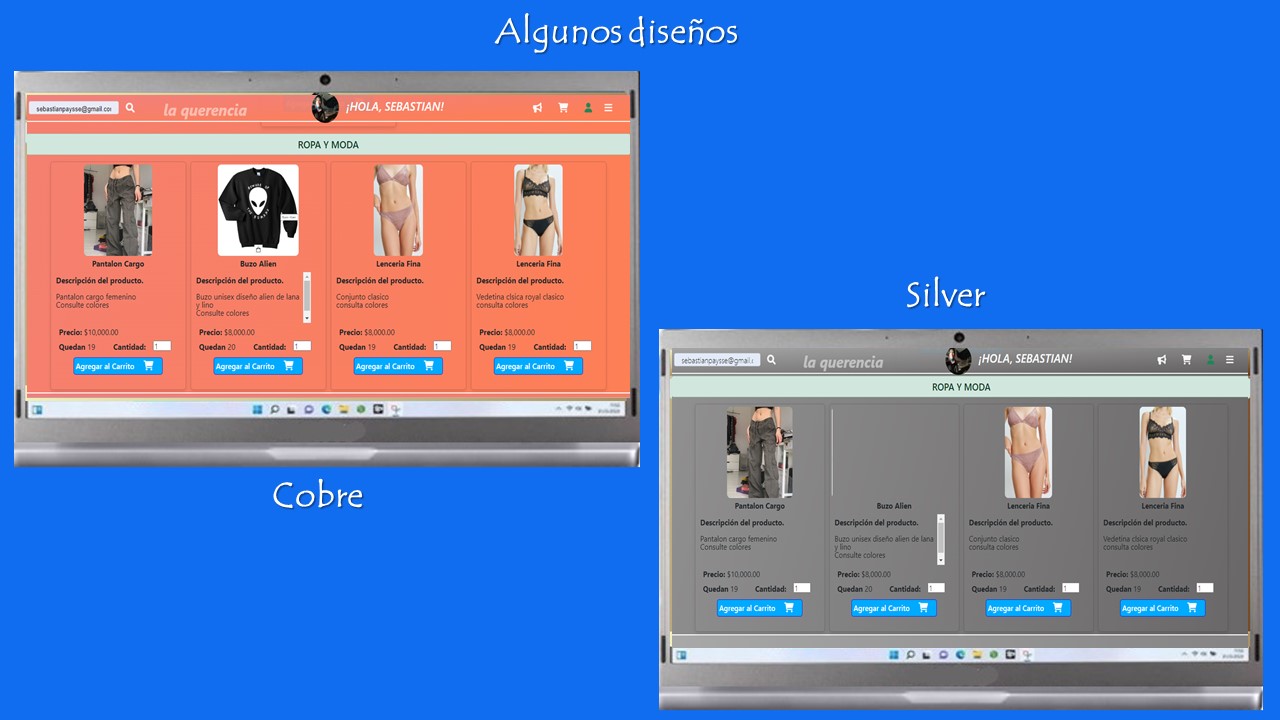 Algunos diseños
sebastianpaysse@gmail.co
la querencia
¡HOLA, SEBASTIAN!
ROPA Y MODA
Pantalon Cargo
Descripción del producto.
Pantalon cargo femenino
Consulte colores
Precio: $10,000.00
Quedan 19 Cantidad: 1
Agregar al Carrito
Buzo Alien
Descripción del producto.
Buzo unisex diseño alien de lana
y lino
Consulte colores
Precio: $8,000.00
Quedan 20 Cantidad: 1
Agregar al Carrito
Lenceria Fina
Descripción del producto.
Conjunto clasico
consulta colores
Precio: $8,000.00
Quedan 19 Cantidad: 1
Agregar al Carrito
Lenceria Fina
Descripción del producto.
Vedetina clsica royal clasico
consulta colores
Precio: $8,000.00
Quedan 19 Cantidad: 1
Agregar al Carrito
Cobre
Silver
sebastianpaysse@gmail.c
la querencia
¡HOLA, SEBASTIAN!
ROPA Y MODA
Pantalon Cargo
Descripción del producto.
Pantalon cargo femenino
Consulte colores
Precio: $10,000.00
Quedan 19 Cantidad: 1
Agregar al Carrito
Buzo Alien
Descripción del producto.
Buzo unisex diseño alien de lana
y lino
Consulte colores
Precio: $8,000.00
Quedan 20 Cantidad: 1
Agregar al Carrito
Lenceria Fina
Descripción del producto.
Conjunto clasico
consulta colores
Precio: $8,000.00
Quedan 19 Cantidad: 1
Agregar al Carrito
Lenceria Fina
Descripción del producto.
Vedetina clsica royal clasico
consulta colores
Precio: $8,000.00
Quedan 19 Cantidad: 1
Agregar al Carrito